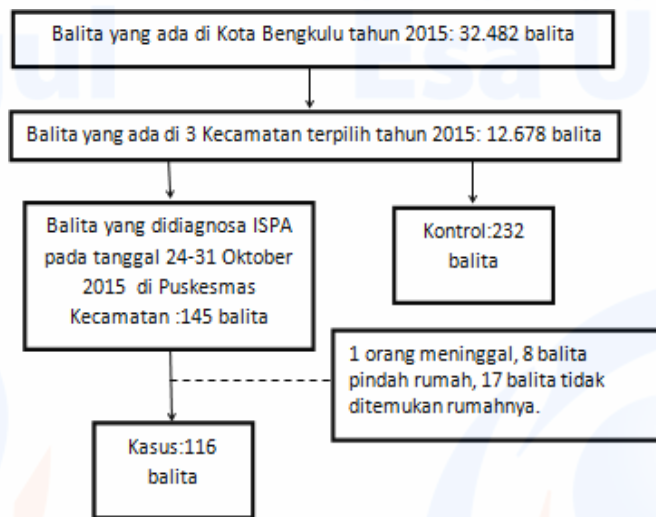 Balita yang ada di Kota Bengkulu tahun 2015: 32.482 balita
Balita yang ada di 3 Kecamatan terpilih tahun 2015: 12.678 balita
Balita yang didiagnosa ISPA
pada tanggal 24-31 Oktober
2015 di Puskesmas
Kecamatan :145 balita
Kontrol:232
balita
1 orang meninggal, 8 balita
pindah rumah, 17 balita tidak
ditemukan rumahnya.
Kasus:116
balita
Esa U